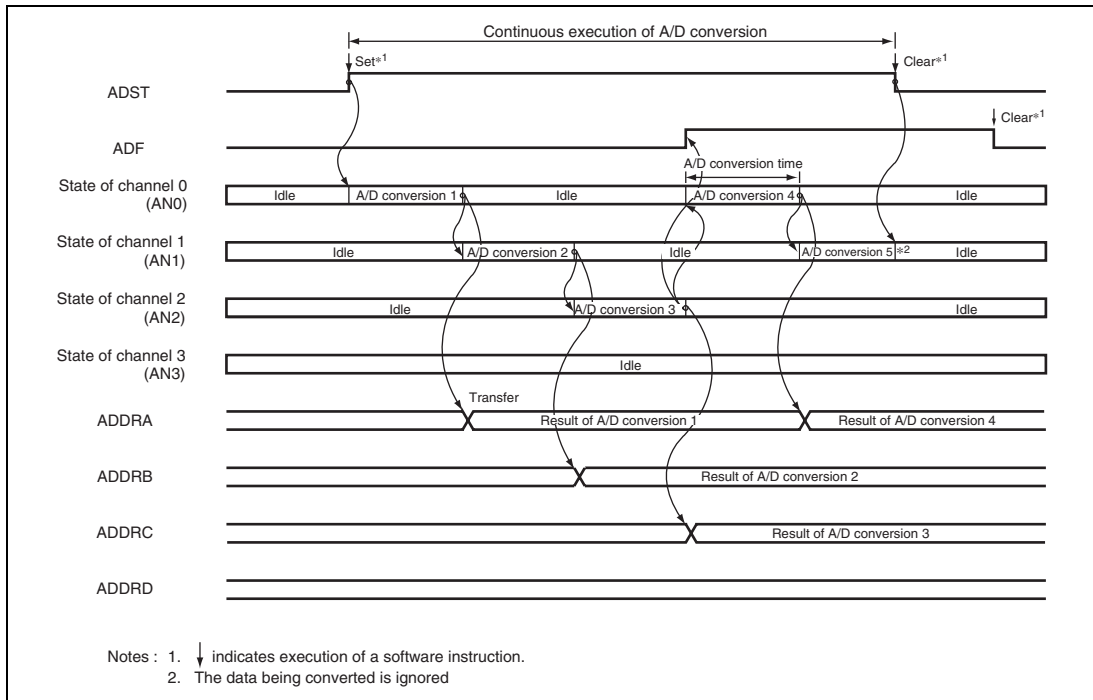 Continuous execution of A/D conversion
Set*1
Clear*1
ADST
Clear*1
ADF
A/D conversion time
State of channel 0
(AN0)
Idle
A/D conversion 1
Idle
A/D conversion 4
Idle
State of channel 1
(AN1)
Idle
A/D conversion 2
Idle
A/D conversion 5
*2
Idle
State of channel 2
(AN2)
Idle
A/D conversion 3
Idle
State of channel 3
(AN3)
Idle
Transfer
ADDRA
Result of A/D conversion 1
Result of A/D conversion 4
ADDRB
Result of A/D conversion 2
ADDRC
Result of A/D conversion 3
ADDRD
Notes : 1. ↓ indicates execution of a software instruction.
2. The data being converted is ignored